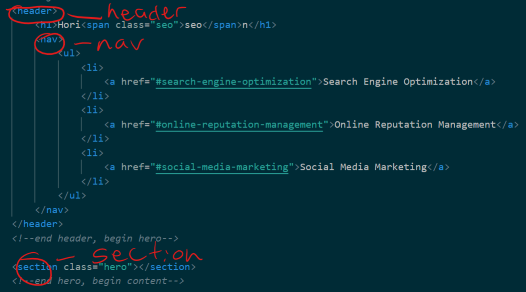 <header> header
<h1>Hori<span class="seo">seo</span>n</h1>
<nav> nav
<ul>
<li>
<a href="#search-engine-optimization">Search Engine Optimization</a>
</li>
<li>
<a href="#online-reputation-management">Online Reputation Management</a>
</li>
<li>
<a href="#social-media-marketing">Social Media Marketing</a>
</li>
</ul>
</nav>
</header>
<!--end header, begin hero-->
section
<section class="hero"></section>
<!--end hero, begin content-->